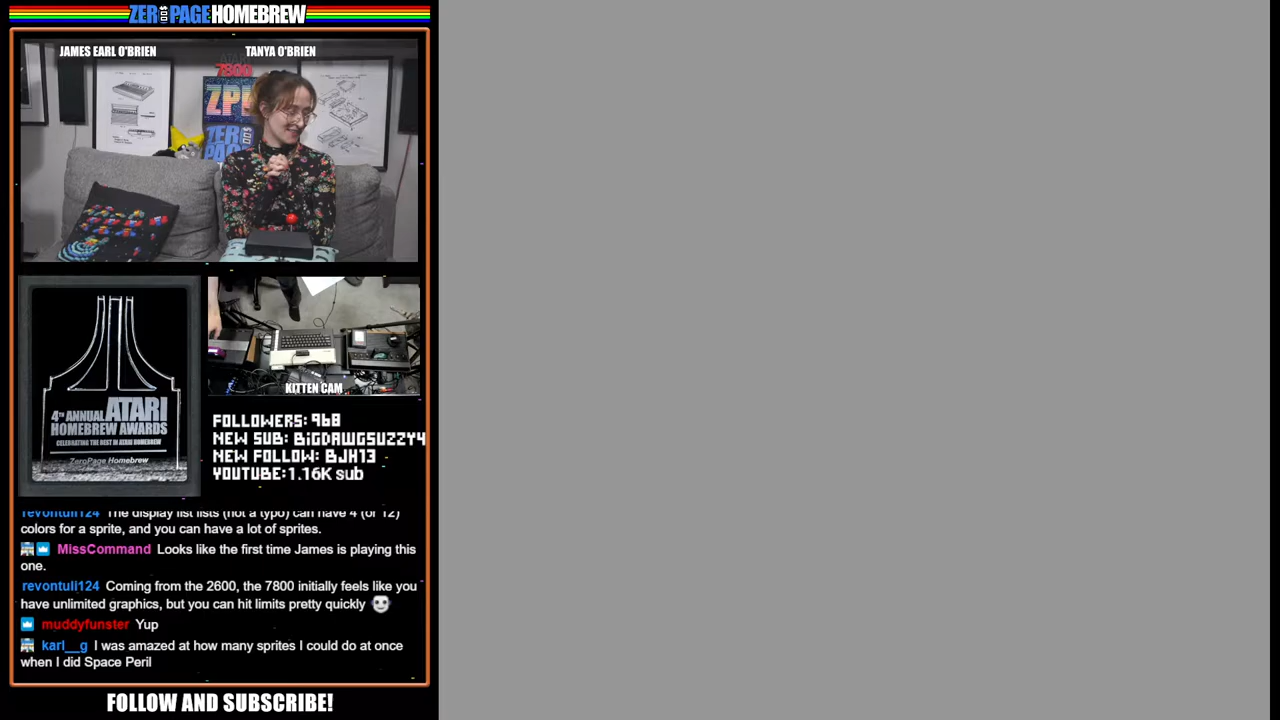 ZEROPAGE HOMEBREW
JAMES EARL O'BRIEN
TANYA O'BRIEN
ATARI
7800
ZPH
ZERO
PAGE
4TH ANNUAL ATARI
HOMEBREW AWARDS
CELEBRATING THE BEST IN ATARI HOMEBREW
ZeroPage Homebrew
KITTEN CAM
FOLLOWERS: 968
NEW SUB: BiGDAWGSUZZY4
NEW FOLLOW: BJH13
YOUTUBE: 1.16K sub
revontuli124 The display list lists (not a typo) can have 4 (or 12)
colors for a sprite, and you can have a lot of sprites.
MissCommand Looks like the first time James is playing this
one.
revontuli124 Coming from the 2600, the 7800 initially feels like you
have unlimited graphics, but you can hit limits pretty quickly
muddyfunster Yup
karl__g I was amazed at how many sprites I could do at once
when I did Space Peril
FOLLOW AND SUBSCRIBE!